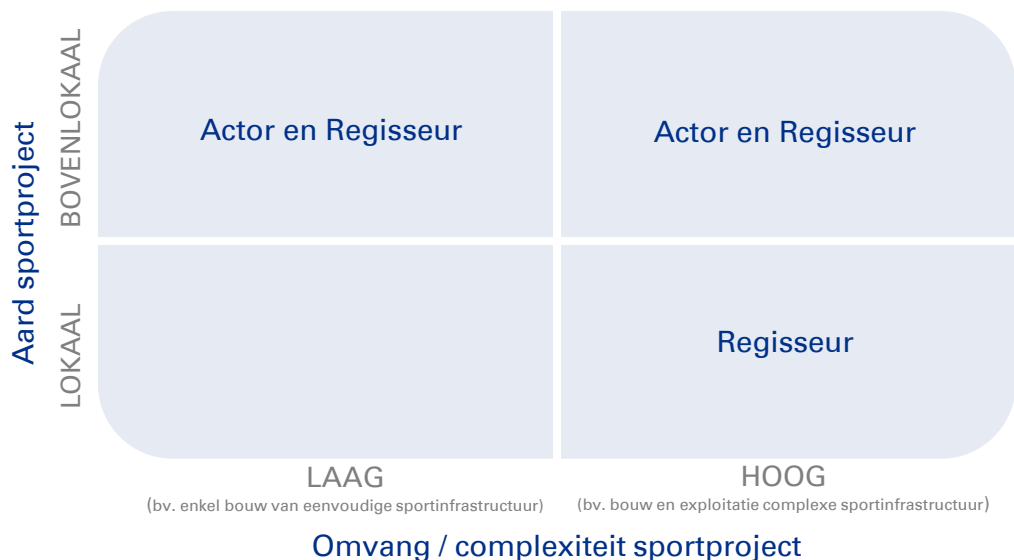 Aard sportproject
BOVENLOKAAL
Actor en Regisseur
Actor en Regisseur
LOKAAL
Regisseur
LAAG
(bv. enkel bouw van eenvoudige sportinfrastructuur)
HOOG
(bv. bouw en exploitatie complexe sportinfrastructuur)
Omvang / complexiteit sportproject